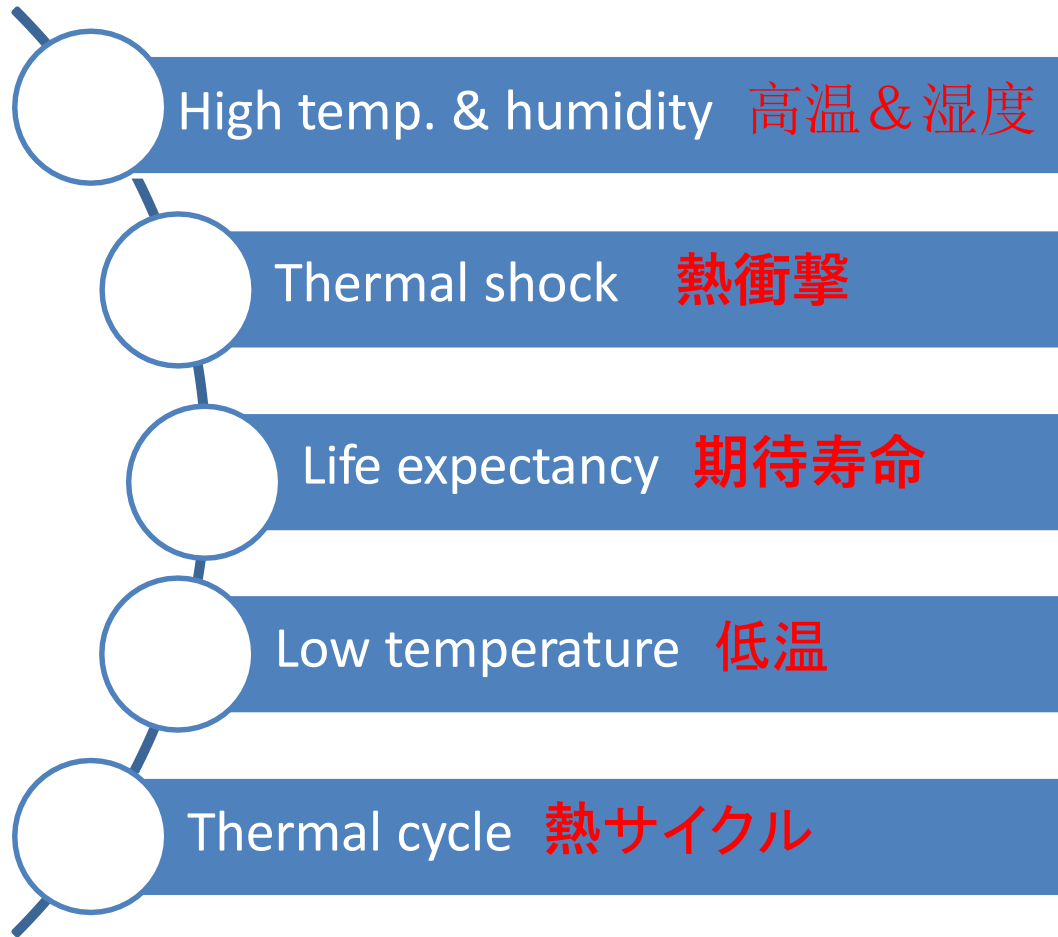 High temp. & humidity 高温＆湿度
Thermal shock 熱衝撃
Life expectancy 期待寿命
Low temperature 低温
Thermal cycle 熱サイクル